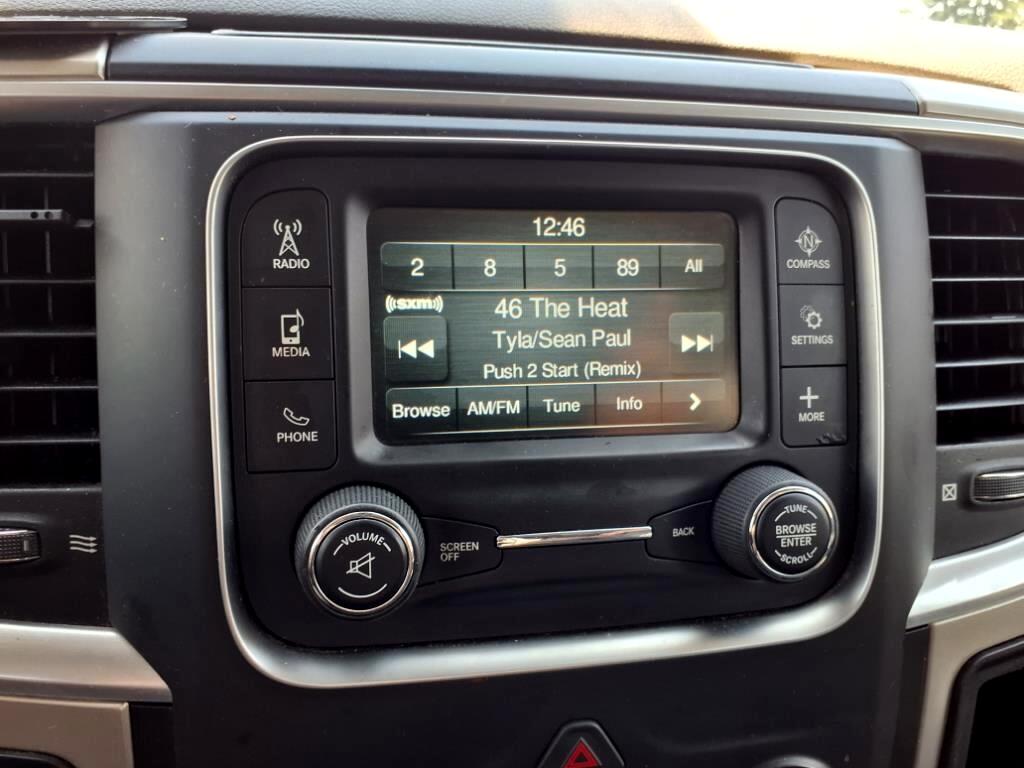 12:46
2 8 5 89 All
((sxm))
46 The Heat
Tyla/Sean Paul
Push 2 Start (Remix)
Browse AM/FM Tune Info
RADIO
MEDIA
PHONE
N
COMPASS
SETTINGS
MORE
VOLUME
SCREEN
OFF
BACK
TUNE
BROWSE
ENTER
SCROLL